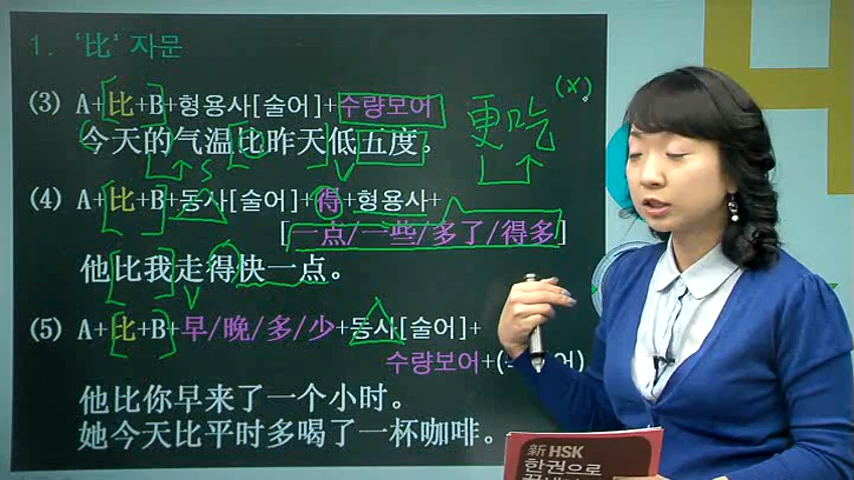 1. ‘比’ 자문
(3) A+比+B+형용사[술어]+수량보어
今天的气温比昨天低五度。
(4) A+比+B+동사[술어]+得+형용사+
[一点/一些/多了/得多]
他比我走得快一点。
(5) A+比+B+早/晚/多/少+동사[술어]+
수량보어+(
어)
他比你早来了一个小时。
她今天比平时多喝了一杯咖啡。
更吃
(x)
S
V
V
新 HSK
한권으로